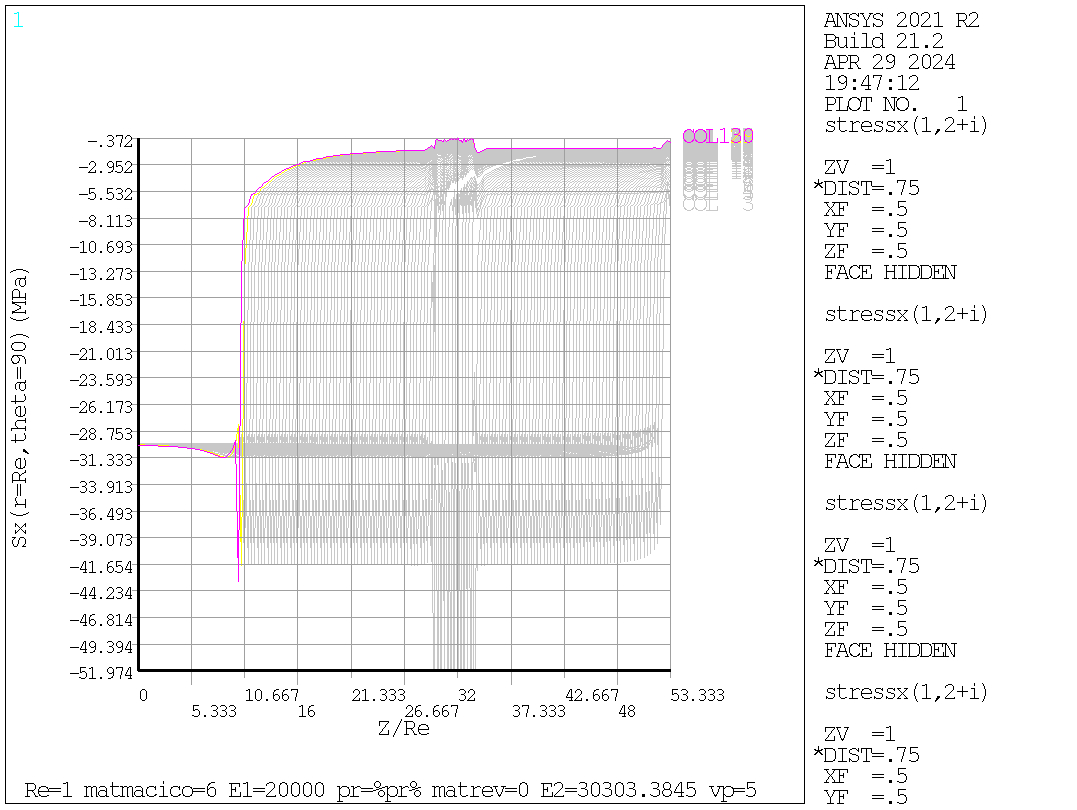 1
ANSYS 2021 R2
Build 21.2
APR 29 2024
19:47:12
PLOT NO. 1
stressx(1,2+i)
ZV =1
*DIST=.75
XF =.5
YF =.5
ZF =.5
FACE HIDDEN
stressx(1,2+i)
ZV =1
*DIST=.75
XF =.5
YF =.5
ZF =.5
FACE HIDDEN
stressx(1,2+i)
ZV =1
*DIST=.75
XF =.5
YF =.5
ZF =.5
FACE HIDDEN
stressx(1,2+i)
ZV =1
*DIST=.75
XF =.5
YF =.5
COL130
COL 3
Sx(r=Re,theta=90)(MPa)
-.372
-2.952
-5.532
-8.113
-10.693
-13.273
-15.853
-18.433
-21.013
-23.593
-26.173
-28.753
-31.333
-33.913
-36.493
-39.073
-41.654
-44.234
-46.814
-49.394
-51.974
0 10.667 21.333 32 42.667 53.333
5.333 16 26.667 37.333 48
Z/Re
Re=1 matmacico=6 E1=20000 pr=%pr% matrev=0 E2=30303.3845 vp=5